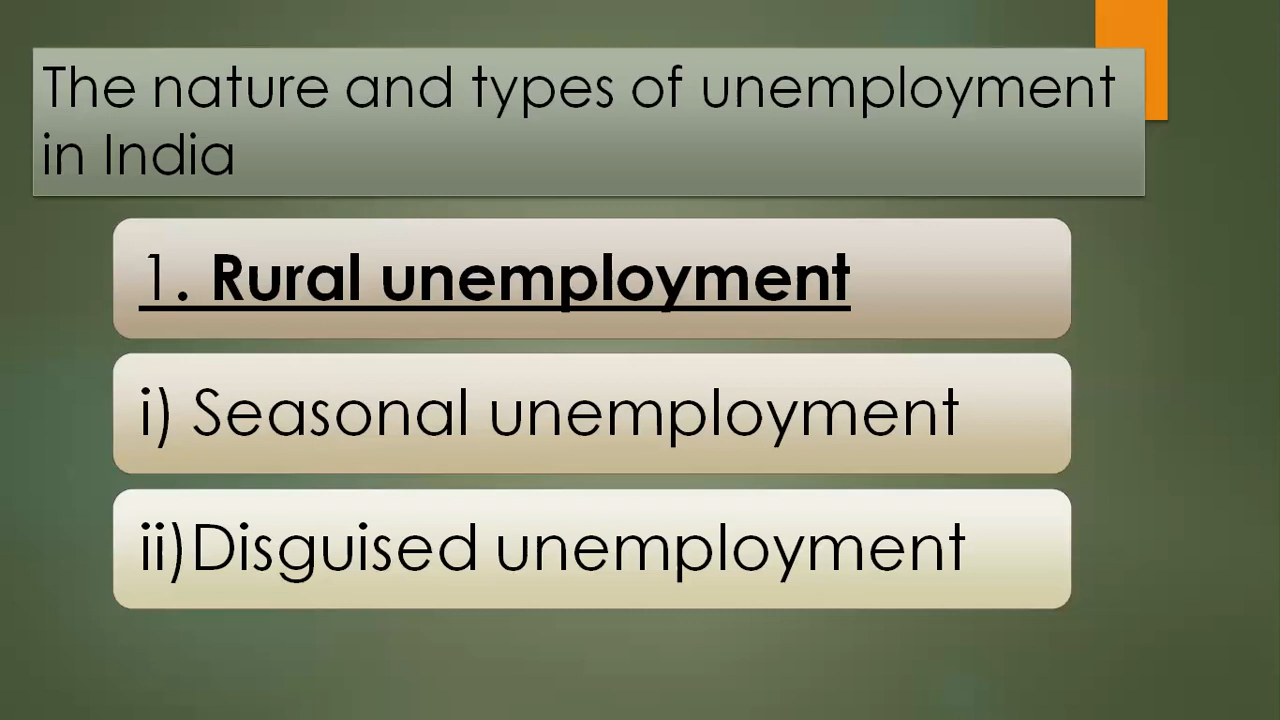 The nature and types of unemployment
in India
1. Rural unemployment
i) Seasonal unemployment
ii)Disguised unemployment